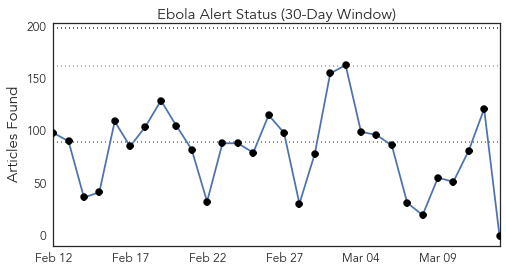 Ebola Alert Status (30-Day Window)
200
150
100
50
0
Articles Found
Feb 12 Feb 17 Feb 22 Feb 27 Mar 04 Mar 09